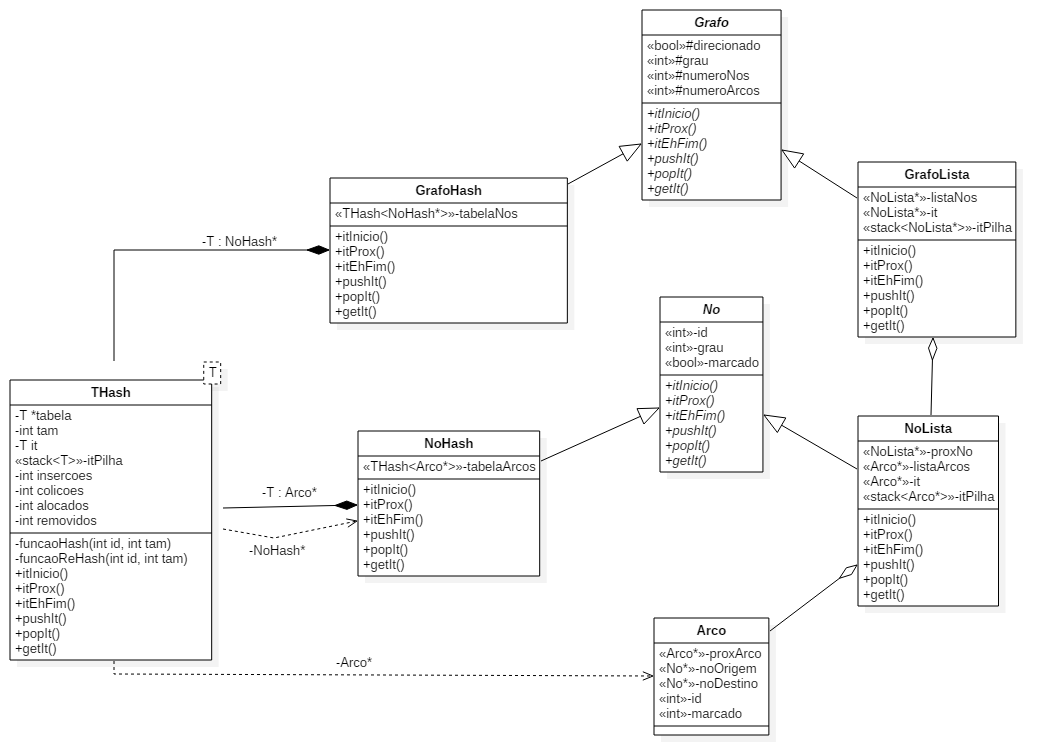 Grafo
«bool»#direcionado
«int»#grau
«int»#numeroNos
«int»#numeroArcos
+itInicio()
+itProx()
+itEhFim()
+pushIt()
+popIt()
+getIt()
GrafoHash
«THash<NoHash*>»-tabelaNos
+itInicio()
+itProx()
+itEhFim()
+pushIt()
+popIt()
+getIt()
GrafoLista
«NoLista*»-listaNos
«NoLista*»-it
«stack<NoLista*>»-itPilha
+itInicio()
+itProx()
+itEhFim()
+pushIt()
+popIt()
+getIt()
-T : NoHash*
No
«int»-id
«int»-grau
«bool»-marcado
+itInicio()
+itProx()
+itEhFim()
+pushIt()
+popIt()
+getIt()
T
THash
-T *tabela
-int tam
-T it
«stack<T>»-itPilha
-int insercoes
-int colicoes
-int alocados
-int removidos
-funcaoHash(int id, int tam)
-funcaoReHash(int id, int tam)
+itInicio()
+itProx()
+itEhFim()
+pushIt()
+popIt()
+getIt()
NoHash
«THash<Arco*>»-tabelaArcos
+itInicio()
+itProx()
+itEhFim()
+pushIt()
+popIt()
+getIt()
-T : Arco*
-NoHash*
NoLista
«NoLista*»-proxNo
«Arco*»-listaArcos
«Arco*»-it
«stack<Arco*>»-itPilha
+itInicio()
+itProx()
+itEhFim()
+pushIt()
+popIt()
+getIt()
-Arco*
Arco
«Arco*»-proxArco
«No*»-noOrigem
«No*»-noDestino
«int»-id
«int»-marcado